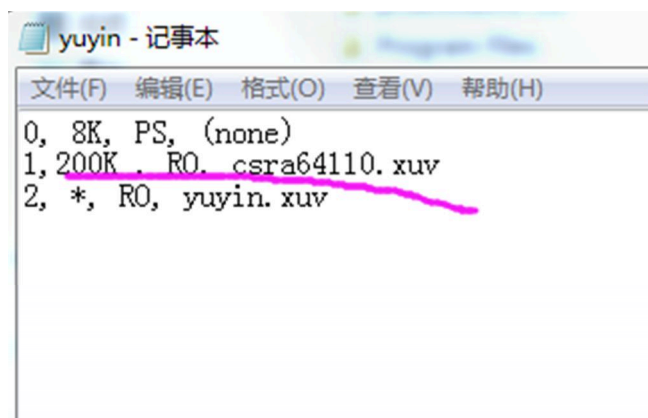 yuyin - 记事本
文件(F) 编辑(E) 格式(O) 查看(V) 帮助(H)
0, 8K, PS, (none)
1,200K , RO, csra64110.xuv
2, *, RO, yuyin.xuv